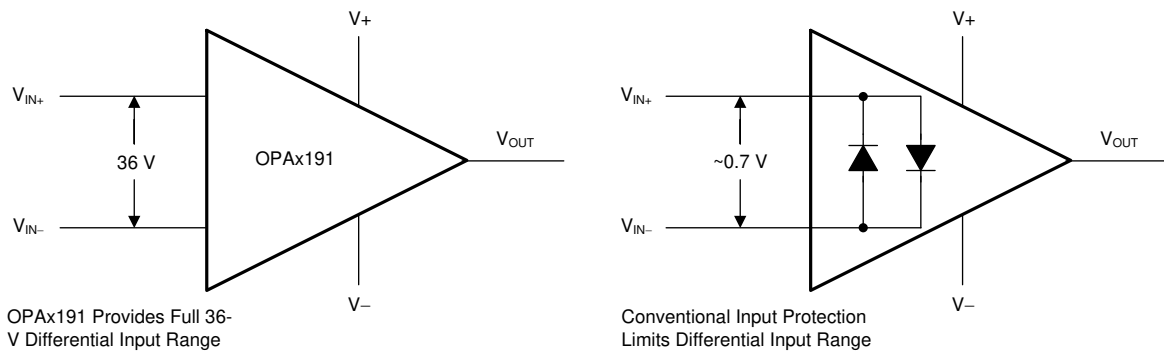 V+
V+
VIN+
VIN+
VOUT
VOUT
36 V
OPAx191
~0.7 V
VIN−
VIN−
V−
V−
OPAx191 Provides Full 36-
V Differential Input Range
Conventional Input Protection
Limits Differential Input Range